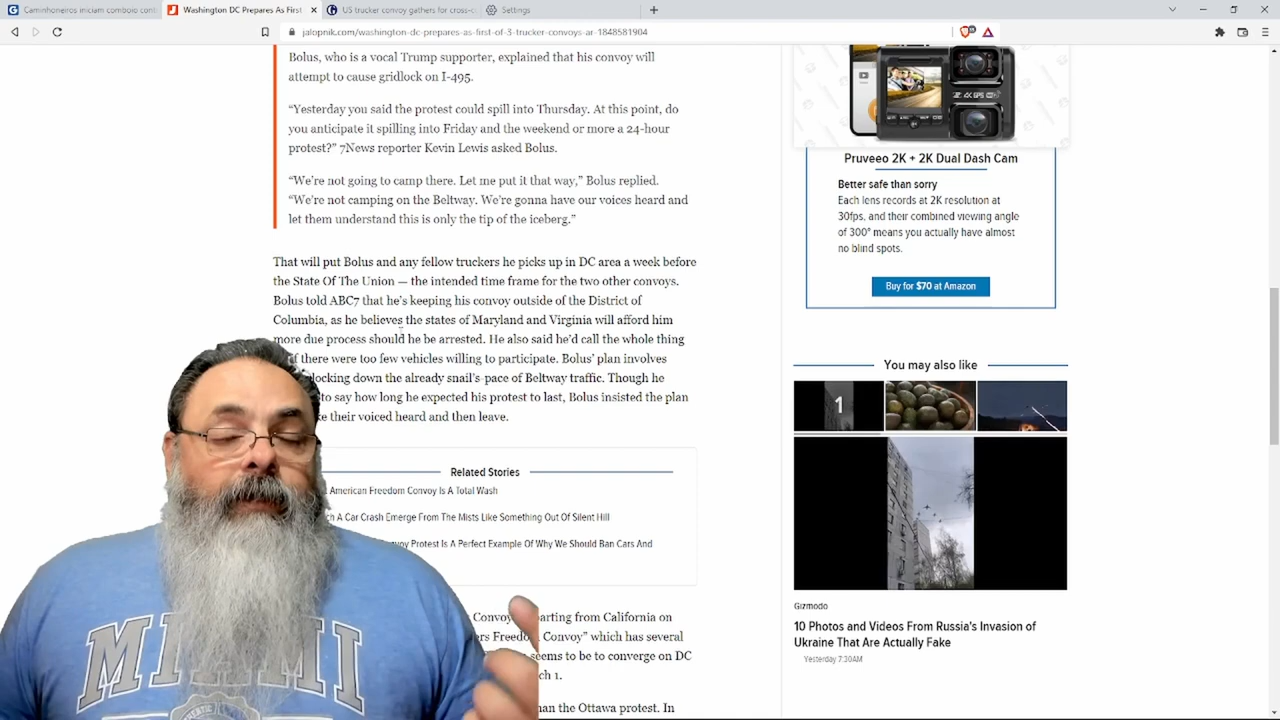 Caminhoneiros iniciam comboio cont
Washington DC Prepares As First
US trucker convoy gathers for cross-c
Settings
jalopnik.com/washington-dc-prepares-as-first-of-3-trucker-convoys-ar-1848581904
Bolus, who is a vocal Trump supporter, explained that his convoy will
attempt to cause gridlock on I-495.
“Yesterday you said the protest could spill into Thursday. At this point, do
you anticipate it spilling into Friday and the weekend or more a 24-hour
protest?” 7News reporter Kevin Lewis asked Bolus.
“We’re not going to camp there. Let me put it that way,” Bolus replied.
“We’re not camping on the Beltway. We’re gonna have our voices heard and
let them understand this is only the tip of the iceberg.”
That will put Bolus and any fellow truckers he picks up in DC area a week before
the State Of The Union — the intended time frame for the two other convoys.
Bolus told ABC7 that he’s keeping his convoy outside of the District of
Columbia, as he believes the states of Maryland and Virginia will afford him
more due process should he be arrested. He also said he’d call the whole thing
if there were too few vehicles willing to participate. Bolus’ plan involves
locking down the already snail’s-pace of Beltway traffic. Though he
to say how long he expected his protest to last, Bolus insisted the plan
their voiced heard and then leave.
Related Stories
American Freedom Convoy Is A Total Wash
A Car Crash Emerge From The Mists Like Something Out Of Silent Hill
Protest Is A Perfect Example Of Why We Should Ban Cars And
Convoy
arting from California on
Convoy” which has several
seems to be to converge on DC
ch 1.
han the Ottawa protest. In
Pruveeo 2K + 2K Dual Dash Cam
Better safe than sorry
Each lens records at 2K resolution at
30fps, and their combined viewing angle
of 300° means you actually have almost
no blind spots.
Buy for $70 at Amazon
You may also like
1
Gizmodo
10 Photos and Videos From Russia's Invasion of
Ukraine That Are Actually Fake
Yesterday 7:30AM